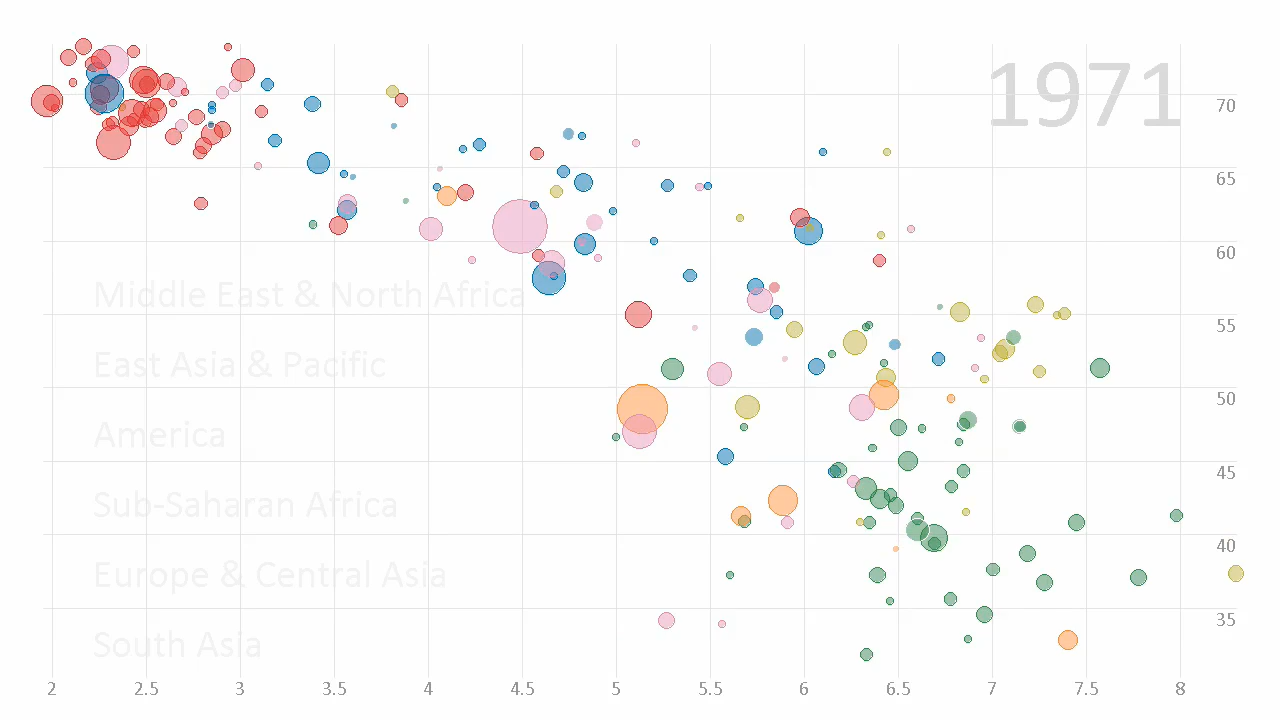 1971
70
65
60
Middle East & North Africa
55
East Asia & Pacific
50
America
45
Sub-Saharan Africa
40
Europe & Central Asia
35
South Asia
2 2.5 3 3.5 4 4.5 5 5.5 6 6.5 7 7.5 8